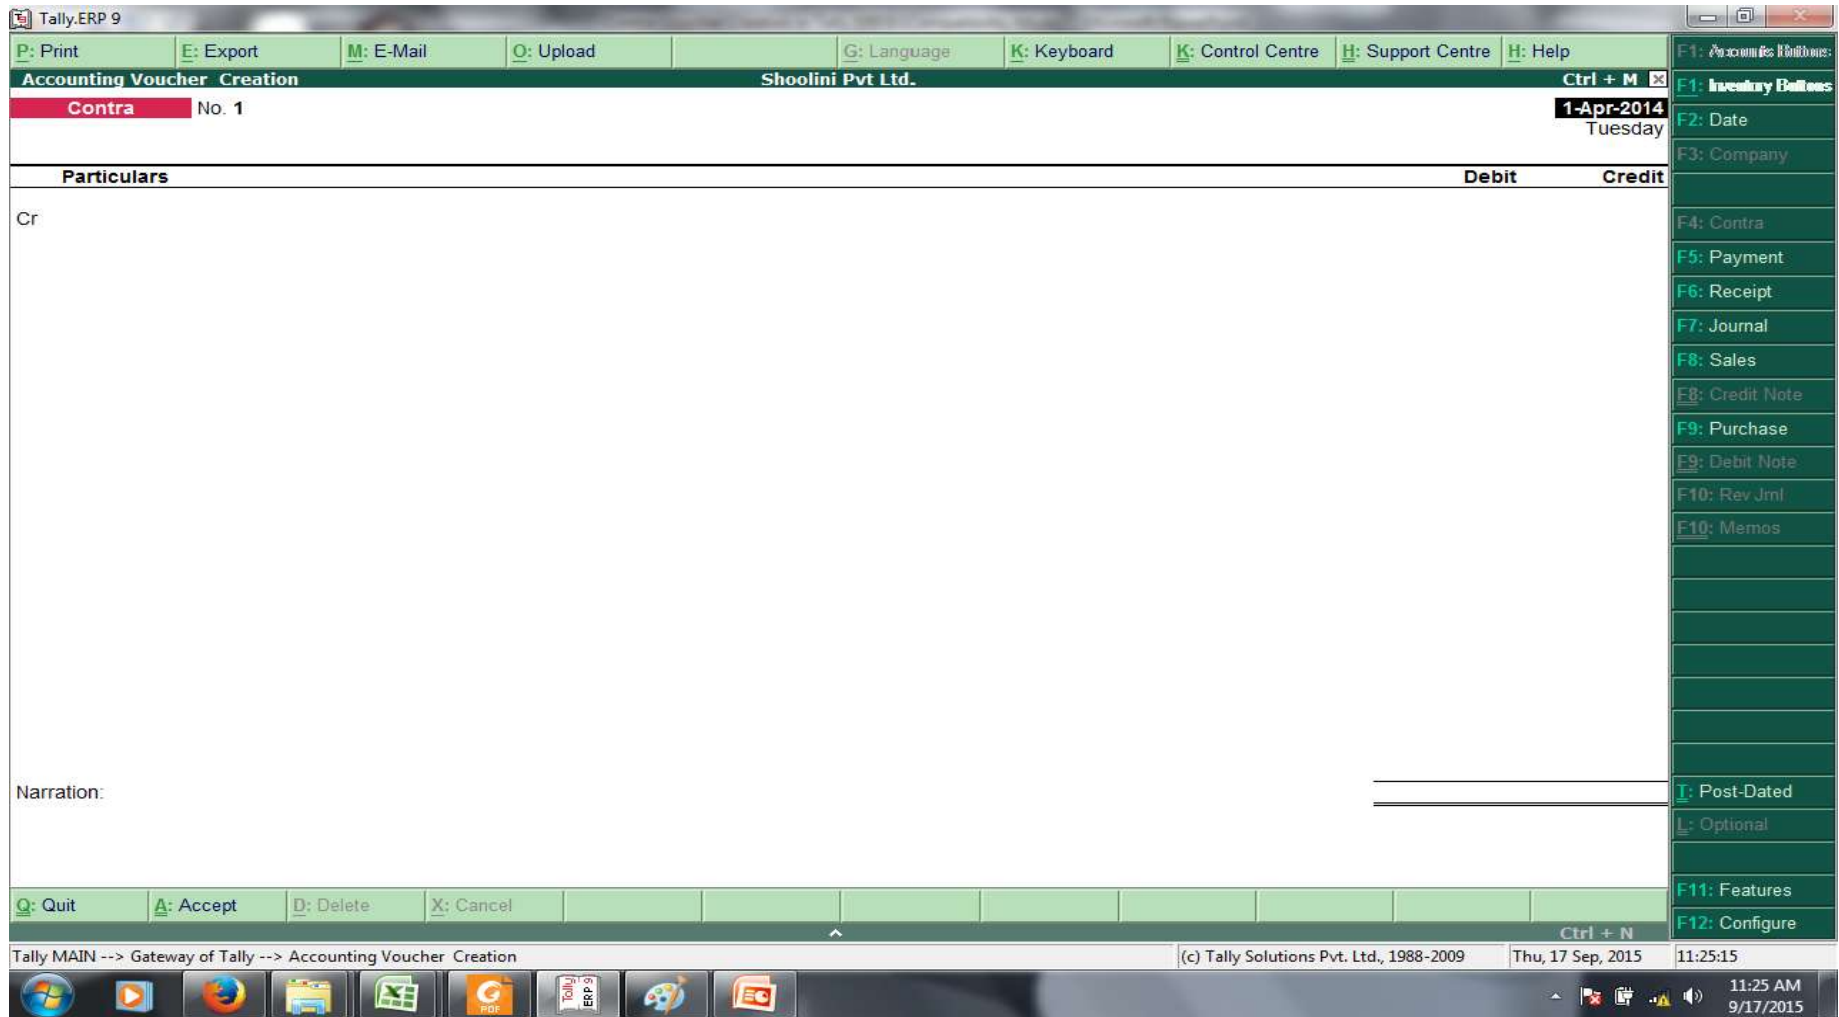 Tally.ERP 9
P: Print E: Export M: E-Mail O: Upload G: Language K: Keyboard K: Control Centre H: Support Centre H: Help
Accounting Voucher Creation Shoolini Pvt Ltd. Ctrl + M
Contra No. 1 1-Apr-2014
Tuesday
Particulars Debit Credit
Cr
Narration:
F1: Accounts Buttons
F1: Inventory Buttons
F2: Date
F3: Company
F4: Contra
F5: Payment
F6: Receipt
F7: Journal
F8: Sales
F8: Credit Note
F9: Purchase
F9: Debit Note
F10: Rev Jrnl
F10: Memos
T: Post-Dated
L: Optional
F11: Features
F12: Configure
Q: Quit A: Accept D: Delete X: Cancel
Ctrl + N
Tally MAIN --> Gateway of Tally --> Accounting Voucher Creation (c) Tally Solutions Pvt. Ltd., 1988-2009 Thu, 17 Sep, 2015 11:25:15
PDF
Tally
ERP 9
11:25 AM
9/17/2015